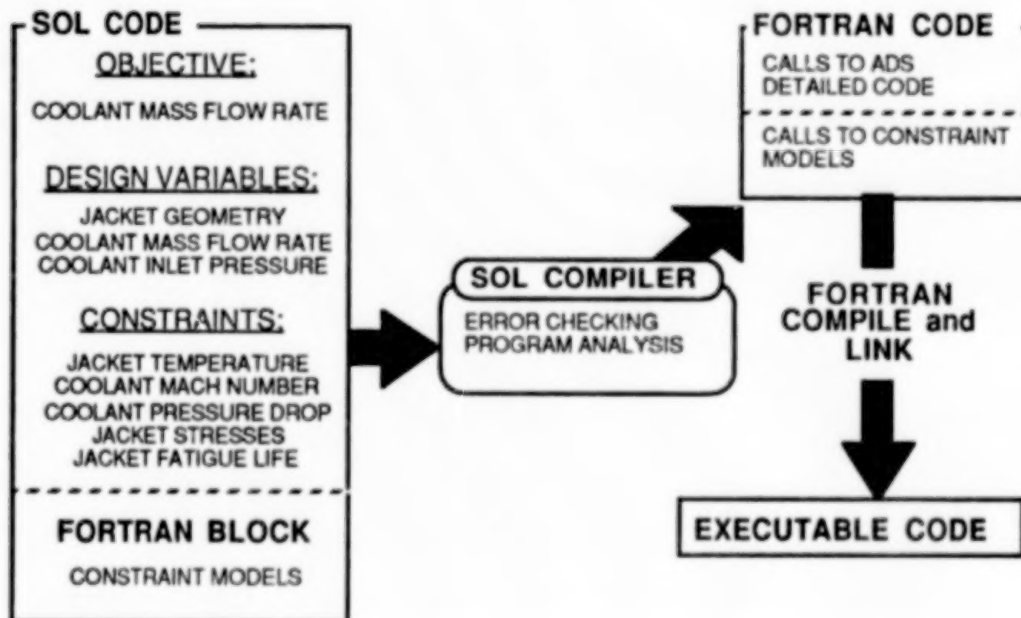 SOL CODE
OBJECTIVE:
COOLANT MASS FLOW RATE
DESIGN VARIABLES:
JACKET GEOMETRY
COOLANT MASS FLOW RATE
COOLANT INLET PRESSURE
CONSTRAINTS:
JACKET TEMPERATURE
COOLANT MACH NUMBER
COOLANT PRESSURE DROP
JACKET STRESSES
JACKET FATIGUE LIFE
FORTRAN BLOCK
CONSTRAINT MODELS
SOL COMPILER
ERROR CHECKING
PROGRAM ANALYSIS
FORTRAN CODE
CALLS TO ADS
DETAILED CODE
CALLS TO CONSTRAINT
MODELS
FORTRAN
COMPILE and
LINK
EXECUTABLE CODE